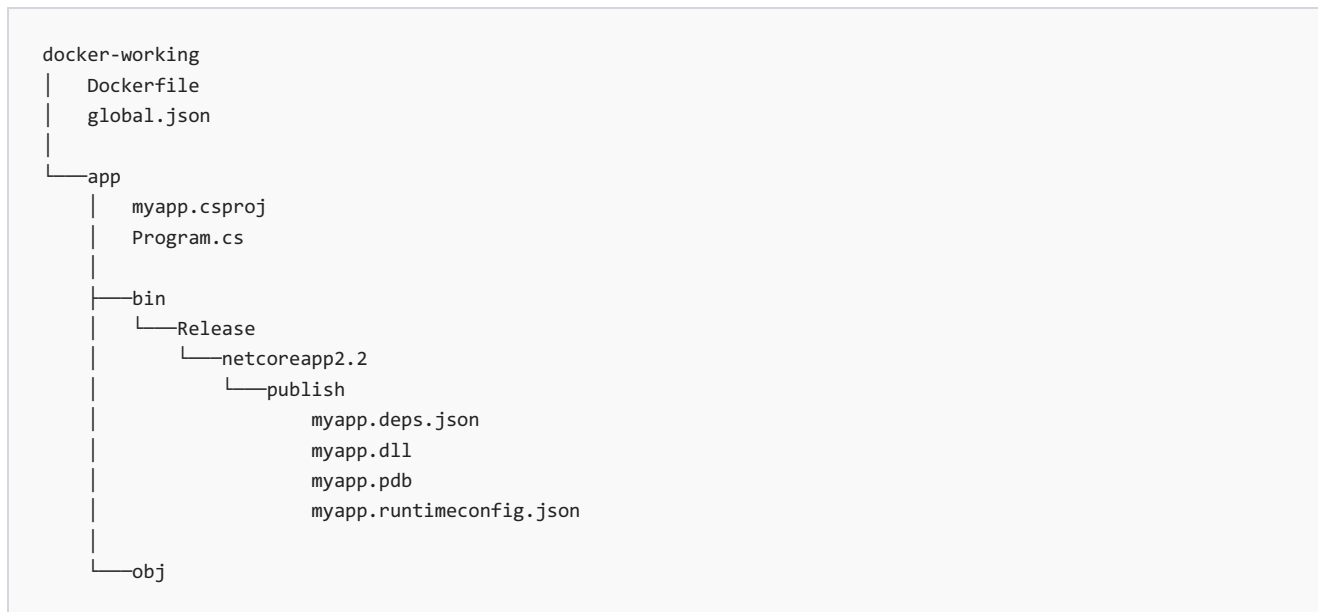 docker-working
│   Dockerfile
│   global.json
│
└───app
    │   myapp.csproj
    │   Program.cs
    │
    ├───bin
    │   └───Release
    │       └───netcoreapp2.2
    │           └───publish
    │                   myapp.deps.json
    │                   myapp.dll
    │                   myapp.pdb
    │                   myapp.runtimeconfig.json
    │
    └───obj